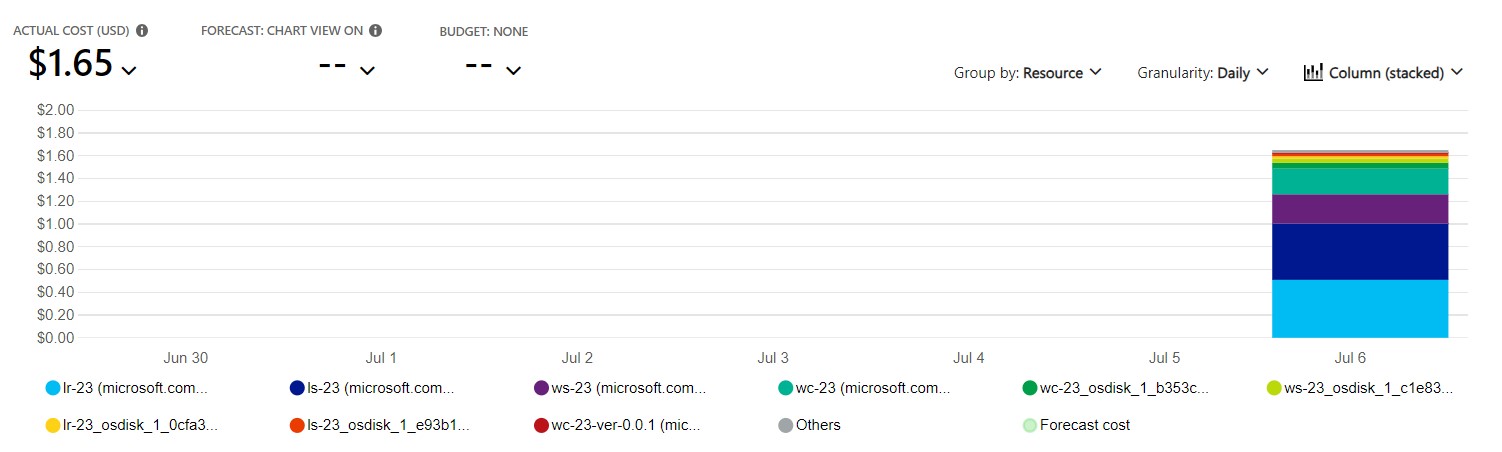 ACTUAL COST (USD) FORECAST: CHART VIEW ON BUDGET: NONE
$1.65 -- --
Group by: Resource Granularity: Daily Column (stacked)
$2.00
$1.80
$1.60
$1.40
$1.20
$1.00
$0.80
$0.60
$0.40
$0.20
$0.00
Jun 30 Jul 1 Jul 2 Jul 3 Jul 4 Jul 5 Jul 6
lr-23 (microsoft.com... ls-23 (microsoft.com... ws-23 (microsoft.com... wc-23 (microsoft.com... wc-23_osdisk_1_b353c... ws-23_osdisk_1_c1e83...
lr-23_osdisk_1_0cfa3... ls-23_osdisk_1_e93b1... wc-23-ver-0.0.1 (mic... Others Forecast cost